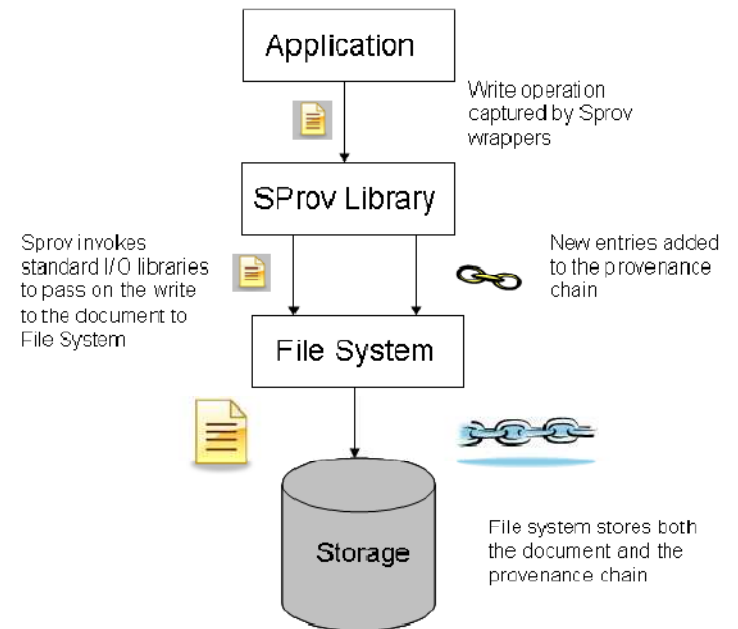 Application
Write operation
captured by Sprov
wrappers
SProv Library
Sprov invokes
standard I/O libraries
to pass on the write
to the document to
File System
New entries added
to the provenance
chain
File System
Storage
File system stores both
the document and the
provenance chain